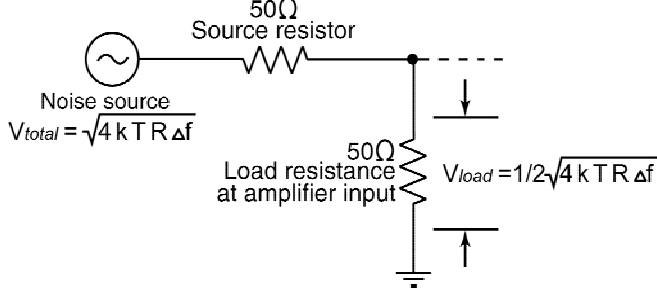 50Ω
Source resistor
Noise source
Vtotal = √4 k T R Δf
50Ω
Load resistance
at amplifier input
Vload =1/2√4 k T R Δf